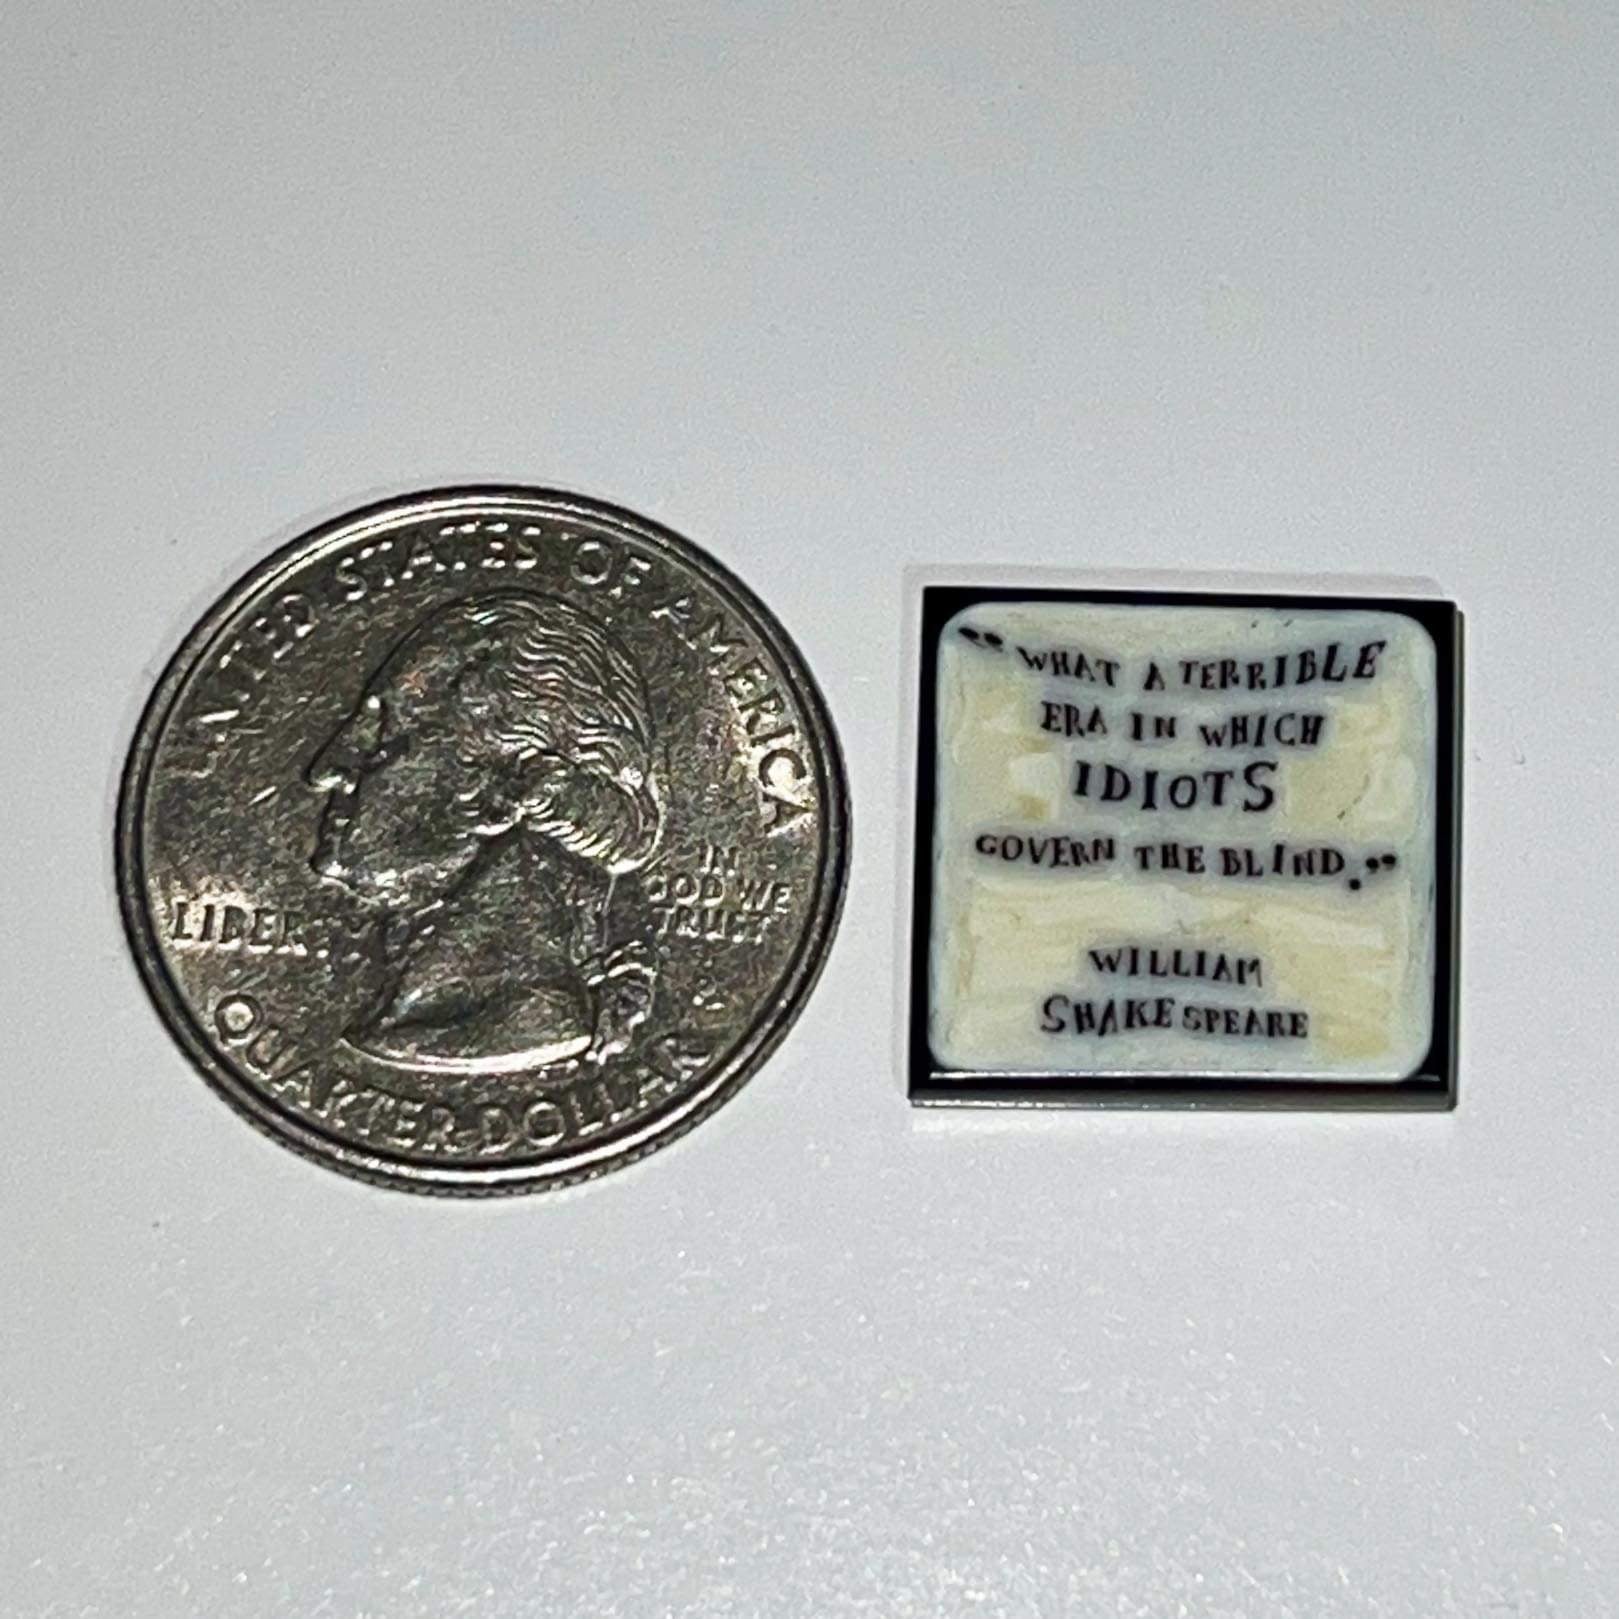 UNITED STATES OF AMERICA
LIBERTY
IN
GOD WE
TRUST
QUARTER DOLLAR
“WHAT A TERRIBLE
ERA IN WHICH
IDIOTS
GOVERN THE BLIND.”
WILLIAM
SHAKESPEARE